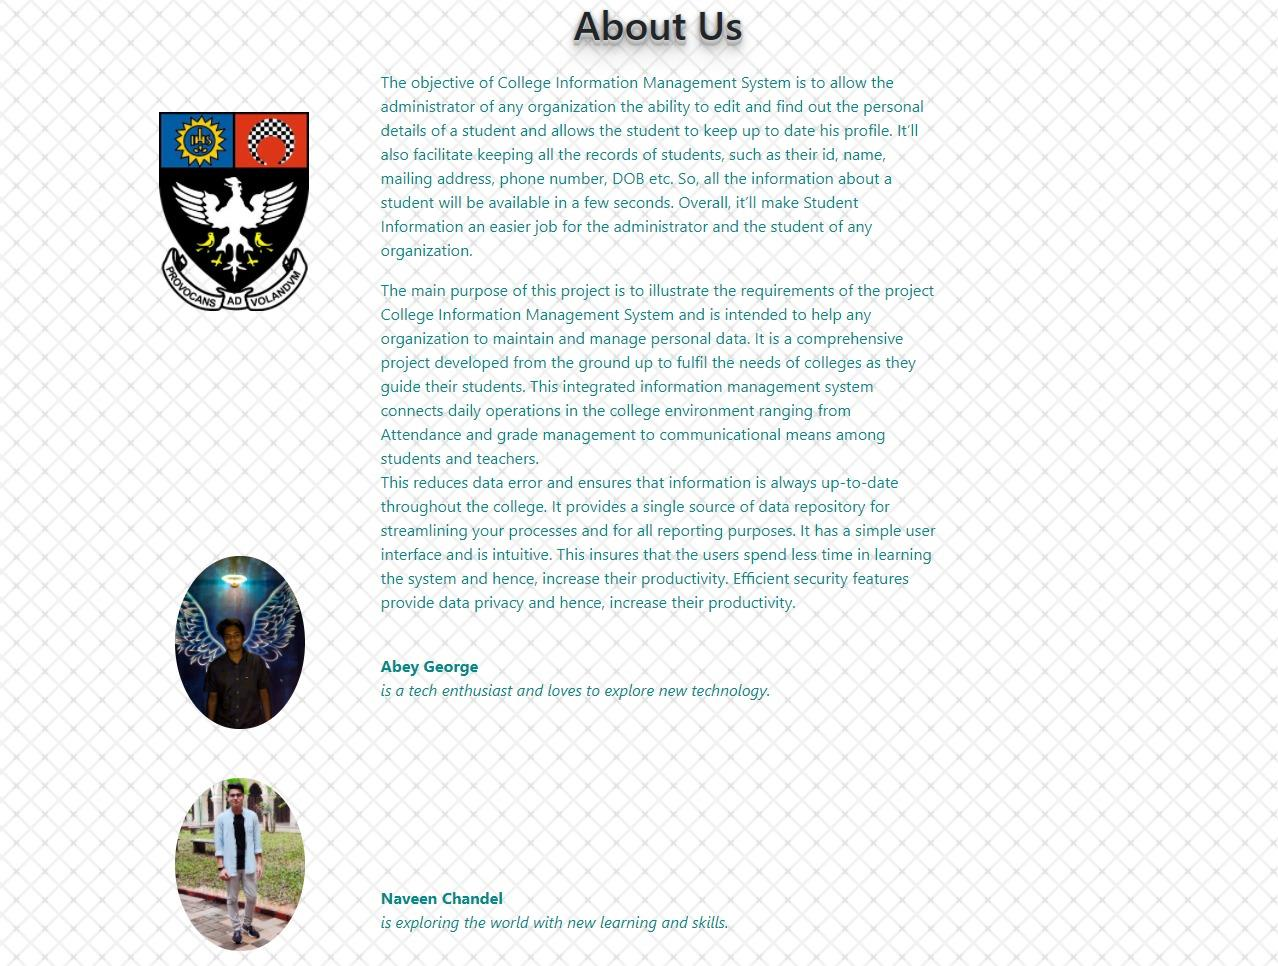 About Us
The objective of College Information Management System is to allow the
administrator of any organization the ability to edit and find out the personal
details of a student and allows the student to keep up to date his profile. It'll
also facilitate keeping all the records of students, such as their id, name,
mailing address, phone number, DOB etc. So, all the information about a
student will be available in a few seconds. Overall, it'll make Student
Information an easier job for the administrator and the student of any
organization.
PROVOCANS AD VOLANDVM
The main purpose of this project is to illustrate the requirements of the project
College Information Management System and is intended to help any
organization to maintain and manage personal data. It is a comprehensive
project developed from the ground up to fulfil the needs of colleges as they
guide their students. This integrated information management system
connects daily operations in the college environment ranging from
Attendance and grade management to communicational means among
students and teachers.
This reduces data error and ensures that information is always up-to-date
throughout the college. It provides a single source of data repository for
streamlining your processes and for all reporting purposes. It has a simple user
interface and is intuitive. This insures that the users spend less time in learning
the system and hence, increase their productivity. Efficient security features
provide data privacy and hence, increase their productivity.
Abey George
is a tech enthusiast and loves to explore new technology.
Naveen Chandel
is exploring the world with new learning and skills.